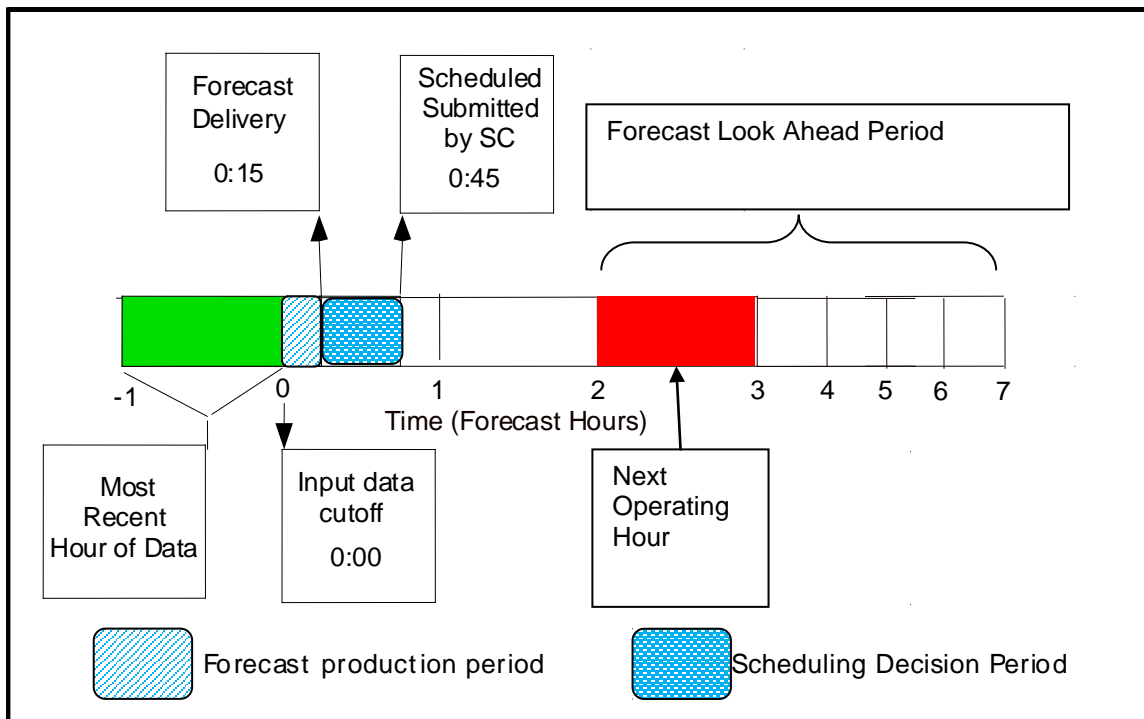 Forecast
Delivery
0:15
Scheduled
Submitted
by SC
0:45
Forecast Look Ahead Period
-1
0
1
2
3
4
5
6
7
Time (Forecast Hours)
Most
Recent
Hour of Data
Input data
cutoff
0:00
Next
Operating
Hour
Forecast production period
Scheduling Decision Period